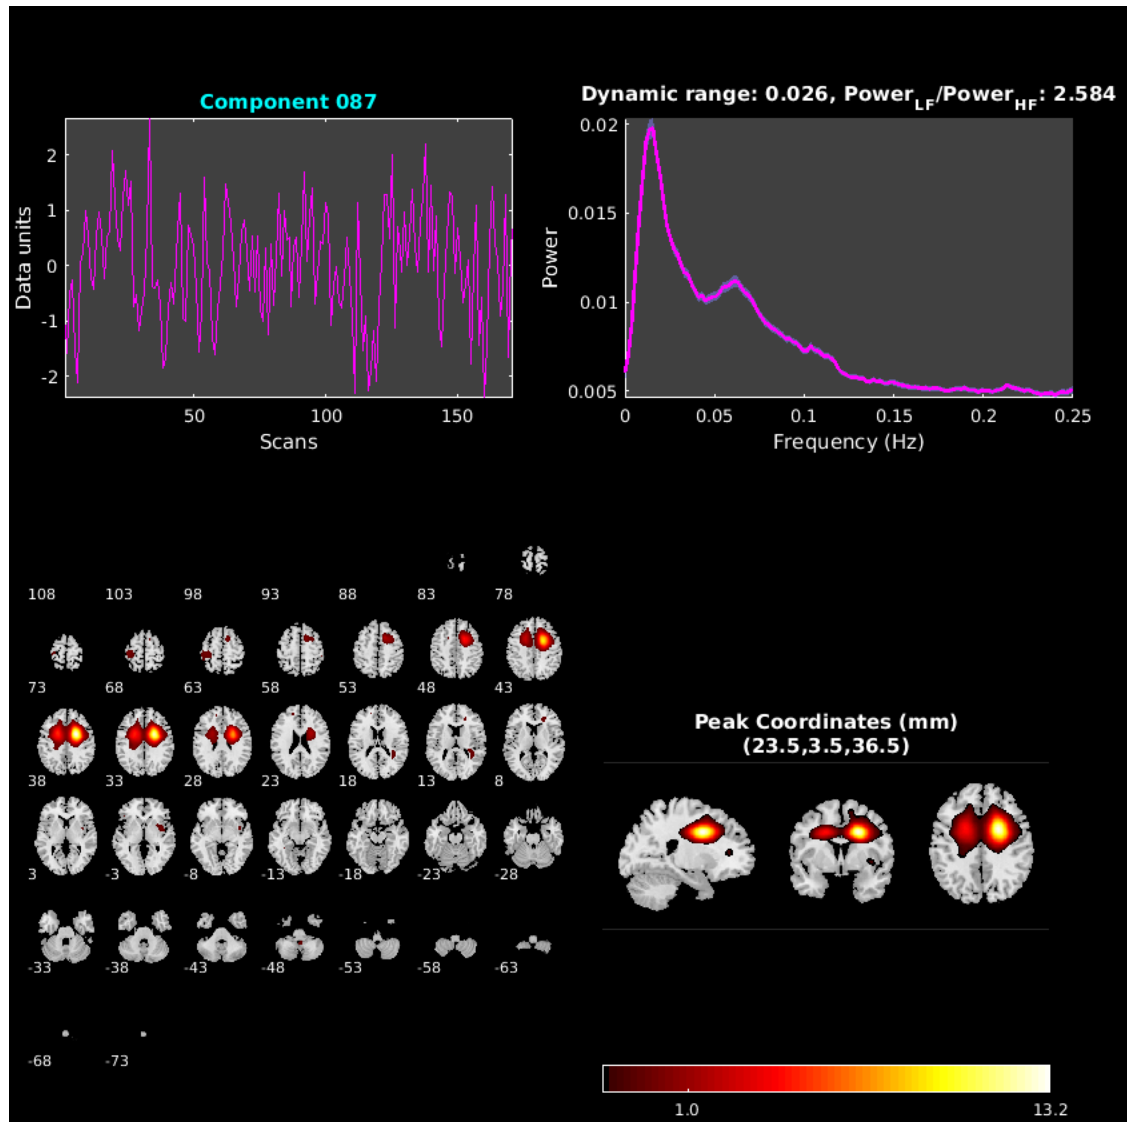 Component 087
Data units
2
1
0
-1
-2
50
100
150
Scans
Dynamic range: 0.026, Power_LF/Power_HF: 2.584
Power
0.02
0.015
0.01
0.005
0
0.05
0.1
0.15
0.2
0.25
Frequency (Hz)
108 103 98 93 88 83 78
73 68 63 58 53 48 43
38 33 28 23 18 13 8
3 -3 -8 -13 -18 -23 -28
-33 -38 -43 -48 -53 -58 -63
-68 -73
Peak Coordinates (mm)
(23.5,3.5,36.5)
1.0 13.2